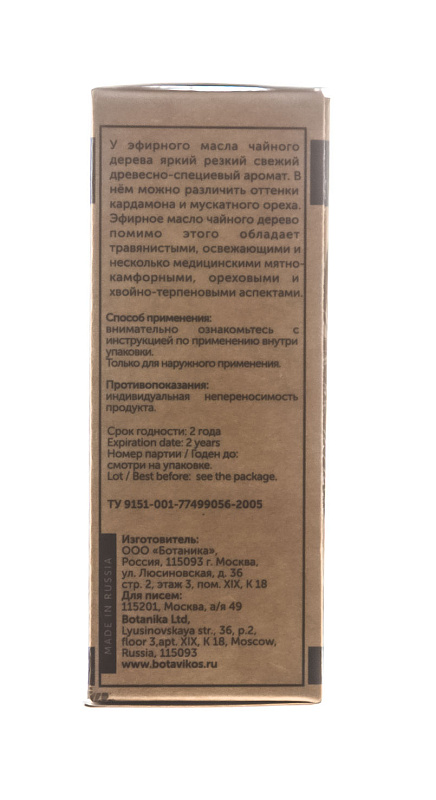 У эфирного масла чайного
дерева яркий резкий свежий
древесно-специевый аромат. В
нём можно различить оттенки
кардамона и мускатного ореха.
Эфирное масло чайного дерево
помимо этого обладает
травянистыми, освежающими и
несколько медицинскими мятно-
камфорными, ореховыми и
хвойно-терпеновыми аспектами.
Способ применения:
внимательно ознакомьтесь с
инструкцией по применению внутри
упаковки.
Только для наружного применения.
Противопоказания:
индивидуальная непереносимость
продукта.
Срок годности: 2 года
Expiration date: 2 years
Номер партии / Годен до:
смотри на упаковке.
Lot / Best before: see the package.
ТУ 9151-001-77499056-2005
MADE IN RUSSIA
Изготовитель:
ООО «Ботаника»,
Россия, 115093 г. Москва,
ул. Люсиновская, д. 36
стр. 2, этаж 3, пом. XIX, К 18
Для писем:
115201, Москва, а/я 49
Botanika Ltd,
Lyusinovskaya str., 36, p.2,
floor 3,apt. XIX, K 18, Moscow,
Russia, 115093
www.botavikos.ru